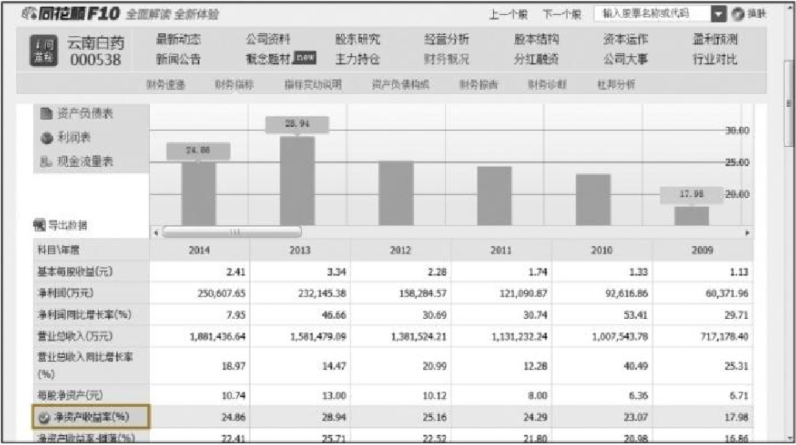 同花顺F10 全面解读 全新体验 上一个股 下一个股 输入股票名称或代码 换肤
云南白药 最新动态 公司资料 股东研究 经营分析 股本结构 资本运作 盈利预测
000538 新闻公告 概念题材 new 主力持仓 财务概况 分红融资 公司大事 行业对比
财务速递 财务指标 指标变动说明 资产负债构成 财务报告 财务诊断 杜邦分析
资产负债表
利润表
现金流量表
28.94
30.00
24.86
25.00
17.98 20.00
导出数据
科目\年度 2014 2013 2012 2011 2010 2009
基本每股收益(元) 2.41 3.34 2.28 1.74 1.33 1.13
净利润(万元) 250,607.65 232,145.38 158,284.57 121,090.87 92,616.86 60,371.96
净利润同比增长率(%) 7.95 46.66 30.69 30.74 53.41 29.71
营业总收入(万元) 1,881,436.64 1,581,479.09 1,381,524.21 1,131,232.24 1,007,543.78 717,178.40
营业总收入同比增长率
(%) 18.97 14.47 20.99 12.28 40.49 25.31
每股净资产(元) 10.74 13.00 10.12 8.00 6.36 6.71
净资产收益率(%) 24.86 28.94 25.16 24.29 23.07 17.98
净资产收益率-摊薄(%) 22.41 25.71 22.52 21.80 20.98 16.86